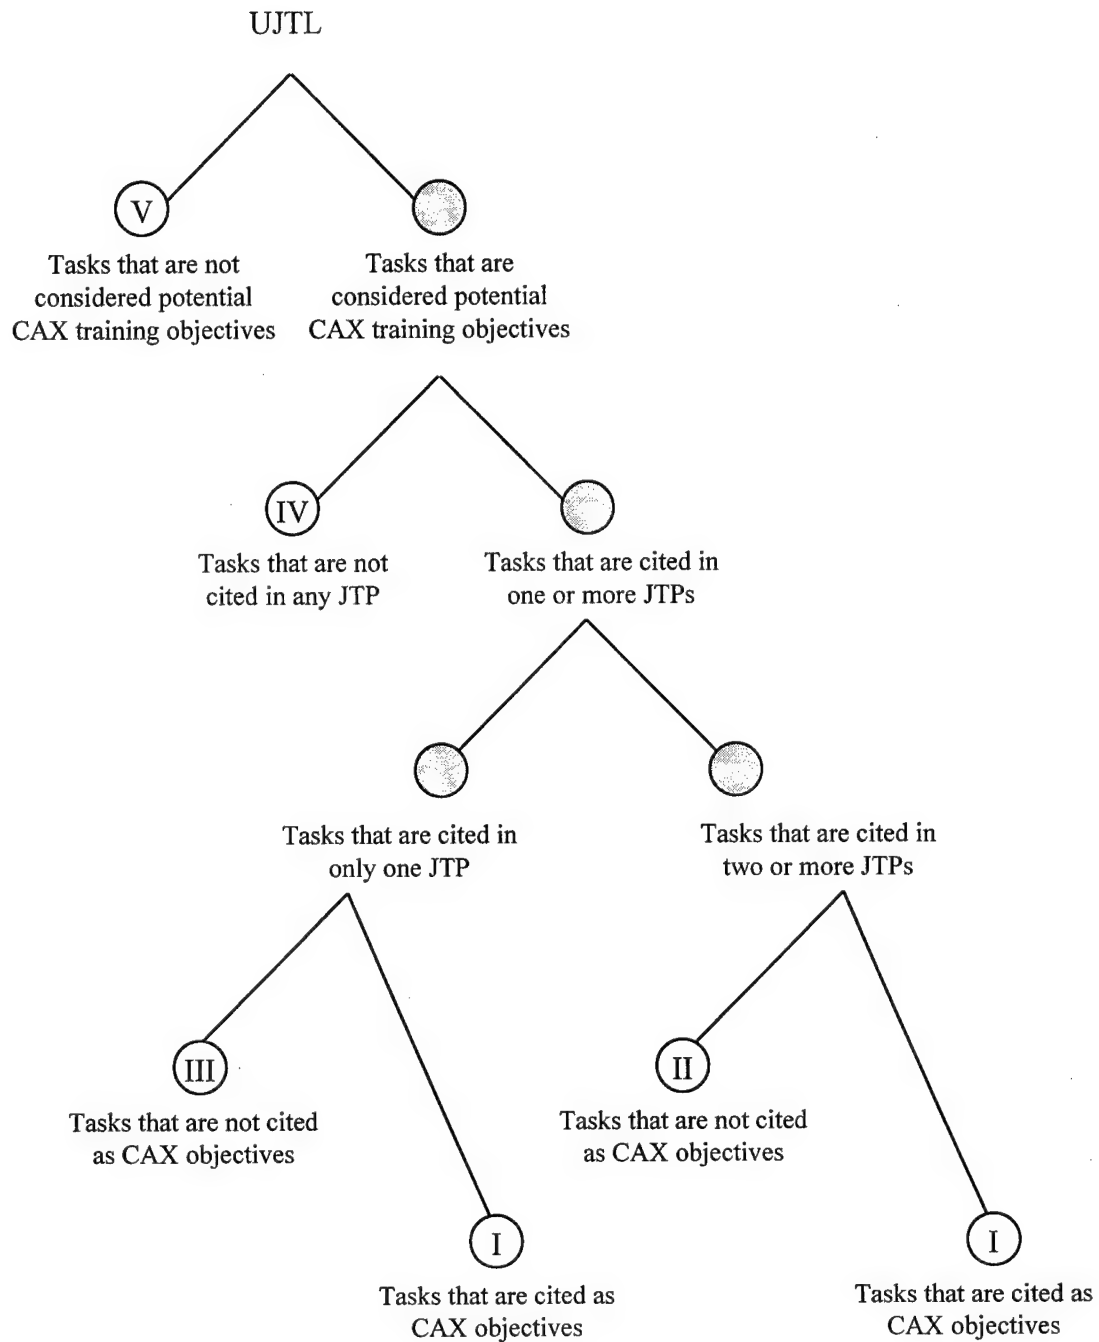 UJTL
V
Tasks that are not
considered potential
CAX training objectives
Tasks that are
considered potential
CAX training objectives
IV
Tasks that are not
cited in any JTP
Tasks that are cited in
one or more JTPs
Tasks that are cited in
only one JTP
Tasks that are cited in
two or more JTPs
III
Tasks that are not cited
as CAX objectives
II
Tasks that are not cited
as CAX objectives
I
Tasks that are cited as
CAX objectives
I
Tasks that are cited as
CAX objectives